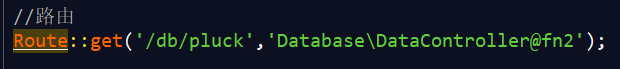 //路由
Route::get('/db/pluck','Database\DataController@fn2');